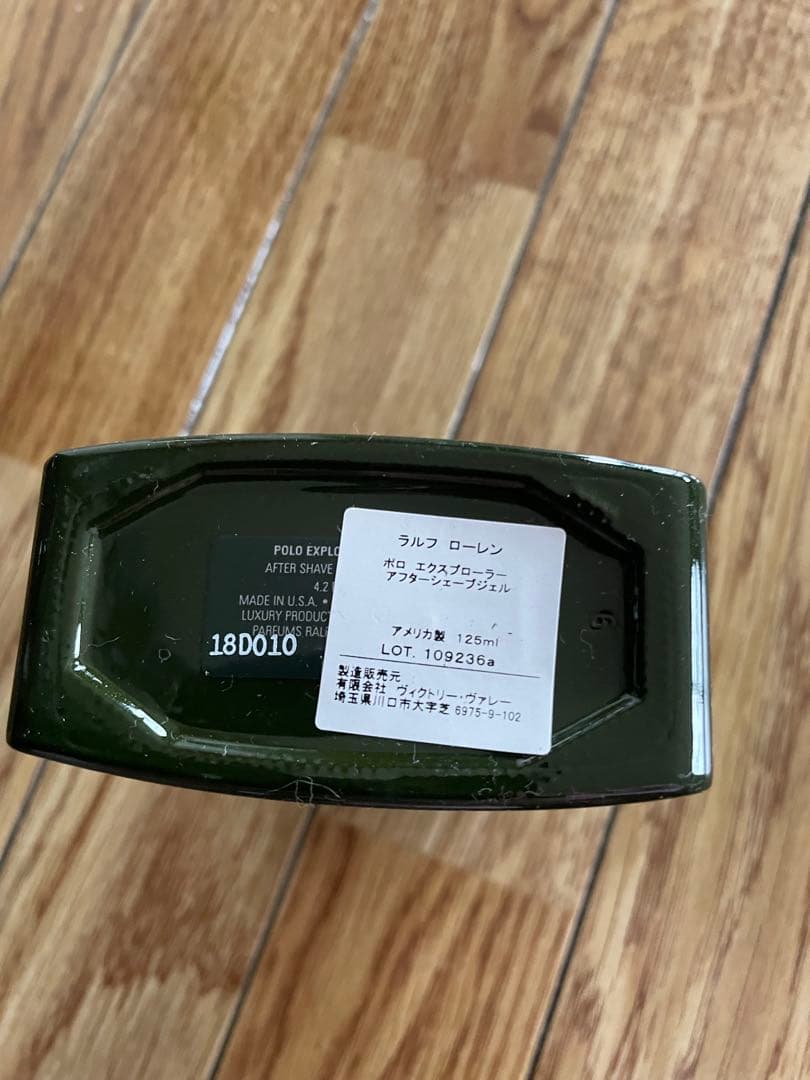 POLO EXPLO
AFTER SHAVE
4.2
MADE IN U.S.A. •
LUXURY PRODUCT
PARFUMS RAL
18D010
ラルフ ローレン
ポロ エクスプローラー
アフターシェーブジェル
アメリカ製 125ml
LOT. 109236a
製造販売元
有限会社 ヴィクトリー・ヴァレー
埼玉県川口市大字芝 6975-9-102
6